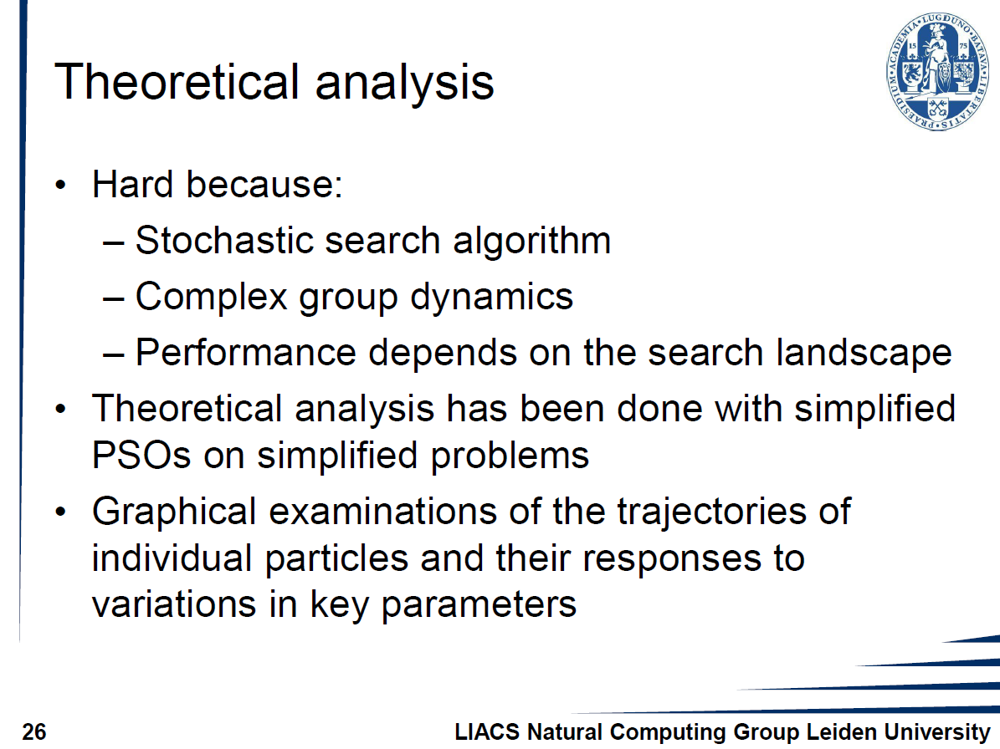 Theoretical analysis
ACADEMIA • LUGDUNO • BATAVA • LIBERTATIS • PRAESIDIUM
15 75
• Hard because:
– Stochastic search algorithm
– Complex group dynamics
– Performance depends on the search landscape
• Theoretical analysis has been done with simplified
PSOs on simplified problems
• Graphical examinations of the trajectories of
individual particles and their responses to
variations in key parameters
26
LIACS Natural Computing Group Leiden University